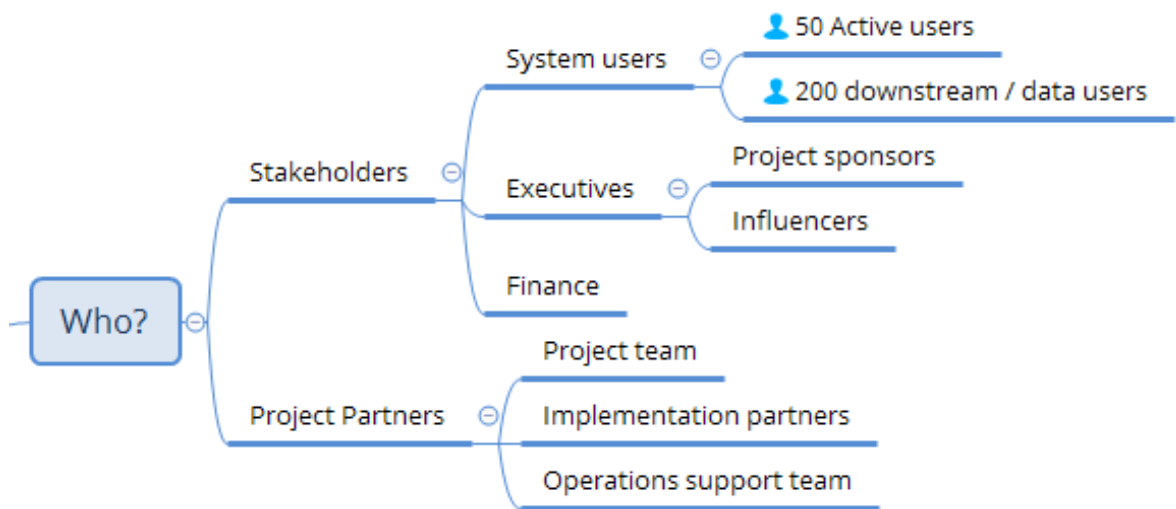 50 Active users
System users
200 downstream / data users
Project sponsors
Stakeholders
Executives
Influencers
Finance
Who?
Project team
Project Partners
Implementation partners
Operations support team